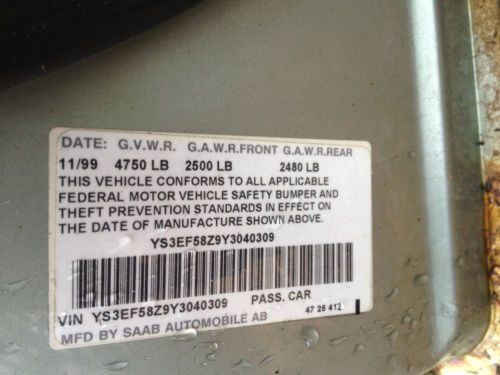 DATE: G.V.W.R. G.A.W.R.FRONT G.A.W.R.REAR
11/99 4750 LB 2500 LB 2480 LB
THIS VEHICLE CONFORMS TO ALL APPLICABLE
FEDERAL MOTOR VEHICLE SAFETY BUMPER AND
THEFT PREVENTION STANDARDS IN EFFECT ON
THE DATE OF MANUFACTURE SHOWN ABOVE.
YS3EF58Z9Y3040309
VIN YS3EF58Z9Y3040309 PASS. CAR
MFD BY SAAB AUTOMOBILE AB 47 25 412